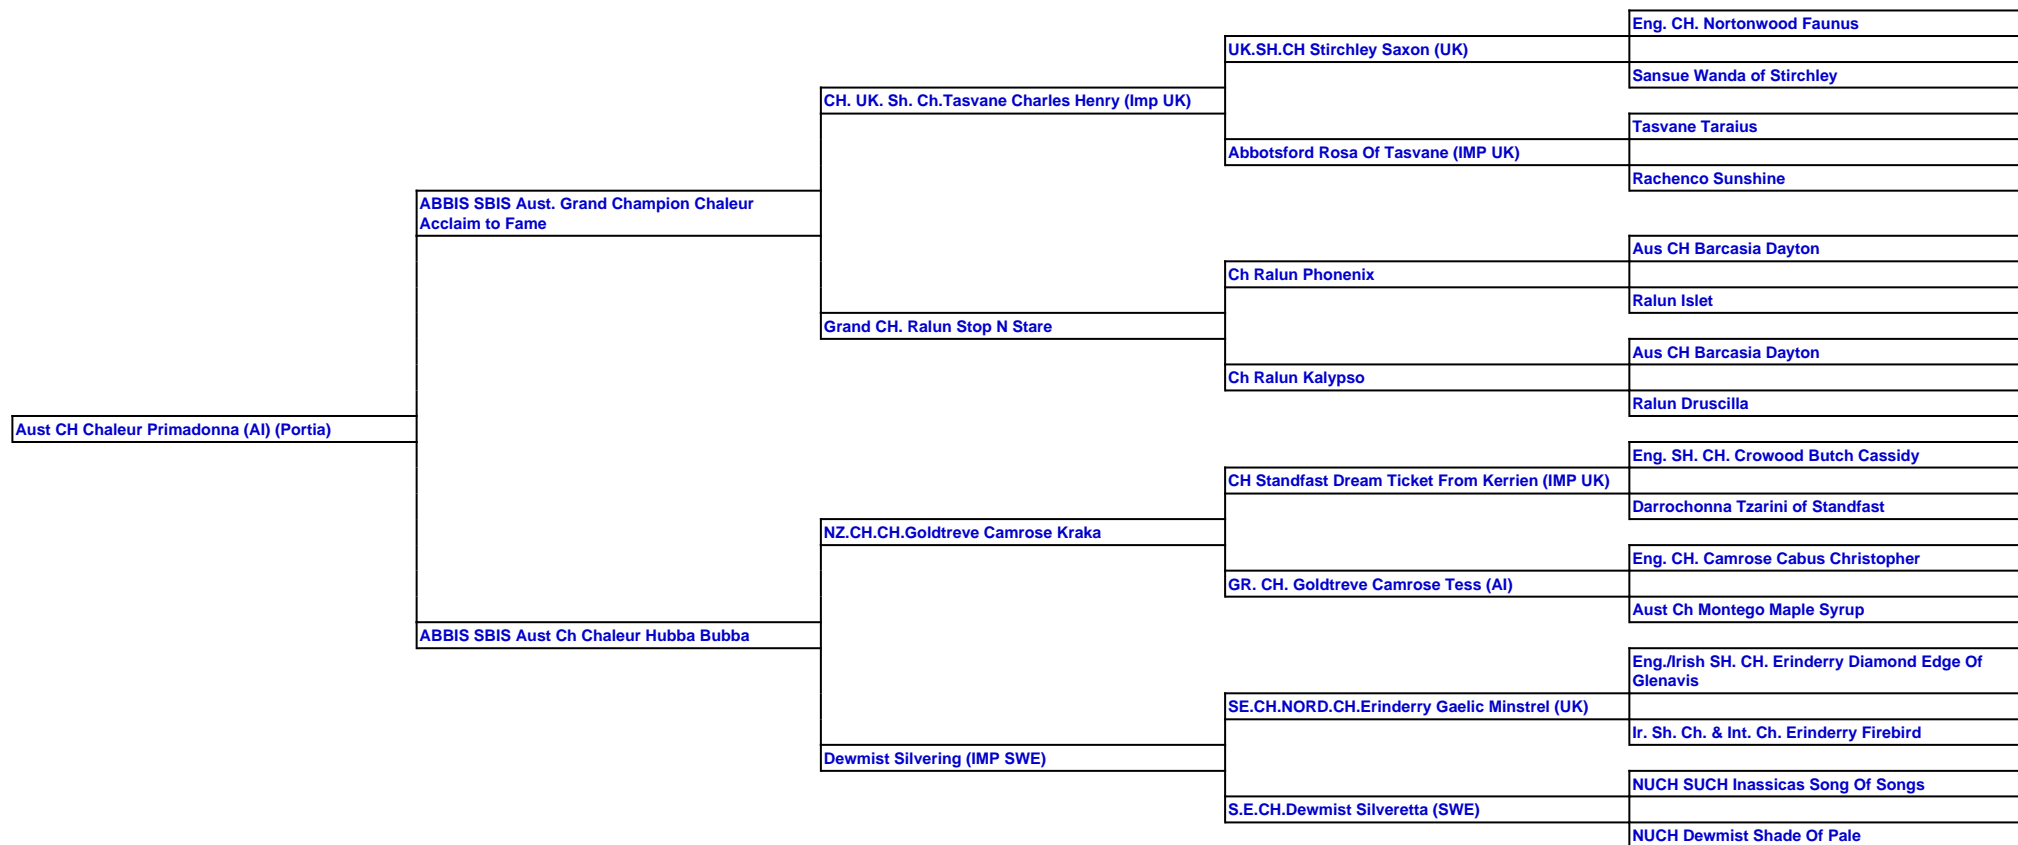 Eng. CH. Nortonwood Faunus
UK.SH.CH Stirchley Saxon (UK)
Sansue Wanda of Stirchley
CH. UK. Sh. Ch.Tasvane Charles Henry (Imp UK)
Tasvane Taraius
Abbotsford Rosa Of Tasvane (IMP UK)
Rachenco Sunshine
ABBIS SBIS Aust. Grand Champion Chaleur
Acclaim to Fame
Aus CH Barcasia Dayton
Ch Ralun Phonenix
Ralun Islet
Grand CH. Ralun Stop N Stare
Aus CH Barcasia Dayton
Ch Ralun Kalypso
Ralun Druscilla
Aust CH Chaleur Primadonna (AI) (Portia)
Eng. SH. CH. Crowood Butch Cassidy
CH Standfast Dream Ticket From Kerrien (IMP UK)
Darrochonna Tzarini of Standfast
NZ.CH.CH.Goldtreve Camrose Kraka
Eng. CH. Camrose Cabus Christopher
GR. CH. Goldtreve Camrose Tess (AI)
Aust Ch Montego Maple Syrup
ABBIS SBIS Aust Ch Chaleur Hubba Bubba
Eng./Irish SH. CH. Erinderry Diamond Edge Of
Glenavis
SE.CH.NORD.CH.Erinderry Gaelic Minstrel (UK)
Ir. Sh. Ch. & Int. Ch. Erinderry Firebird
Dewmist Silvering (IMP SWE)
NUCH SUCH Inassicas Song Of Songs
S.E.CH.Dewmist Silveretta (SWE)
NUCH Dewmist Shade Of Pale